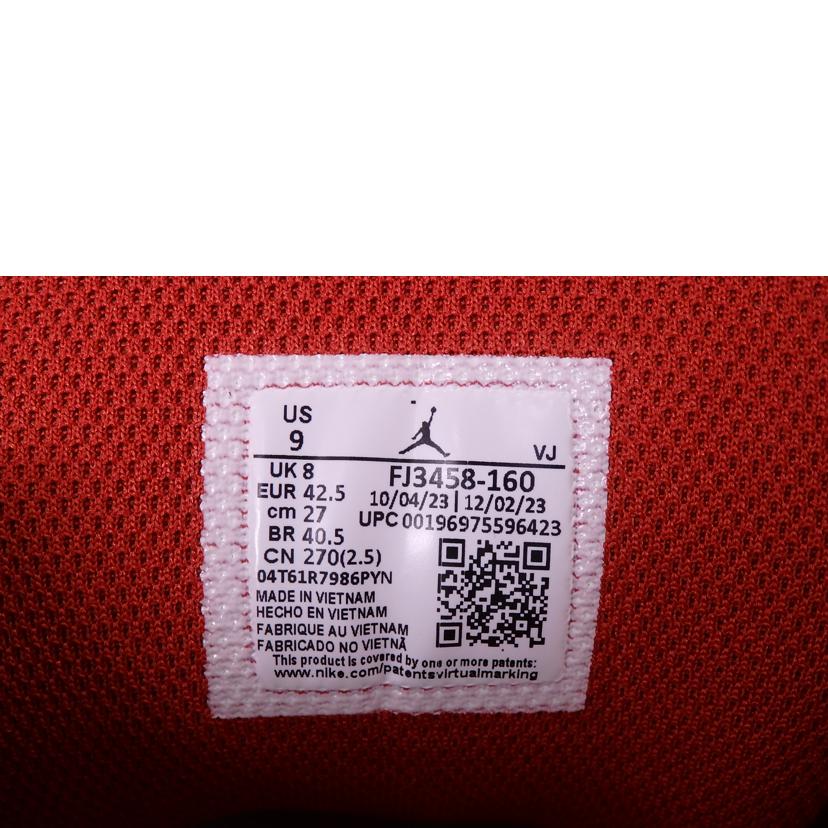 US
9
VJ
UK 8
EUR 42.5
cm 27
BR 40.5
CN 270(2.5)
FJ3458-160
10/04/23 | 12/02/23
UPC 00196975596423
04T61R7986PYN
MADE IN VIETNAM
HECHO EN VIETNAM
FABRIQUE AU VIETNAM
FABRICADO NO VIETNÃ
This product is covered by one or more patents:
www.nike.com/patentsvirtualmarking